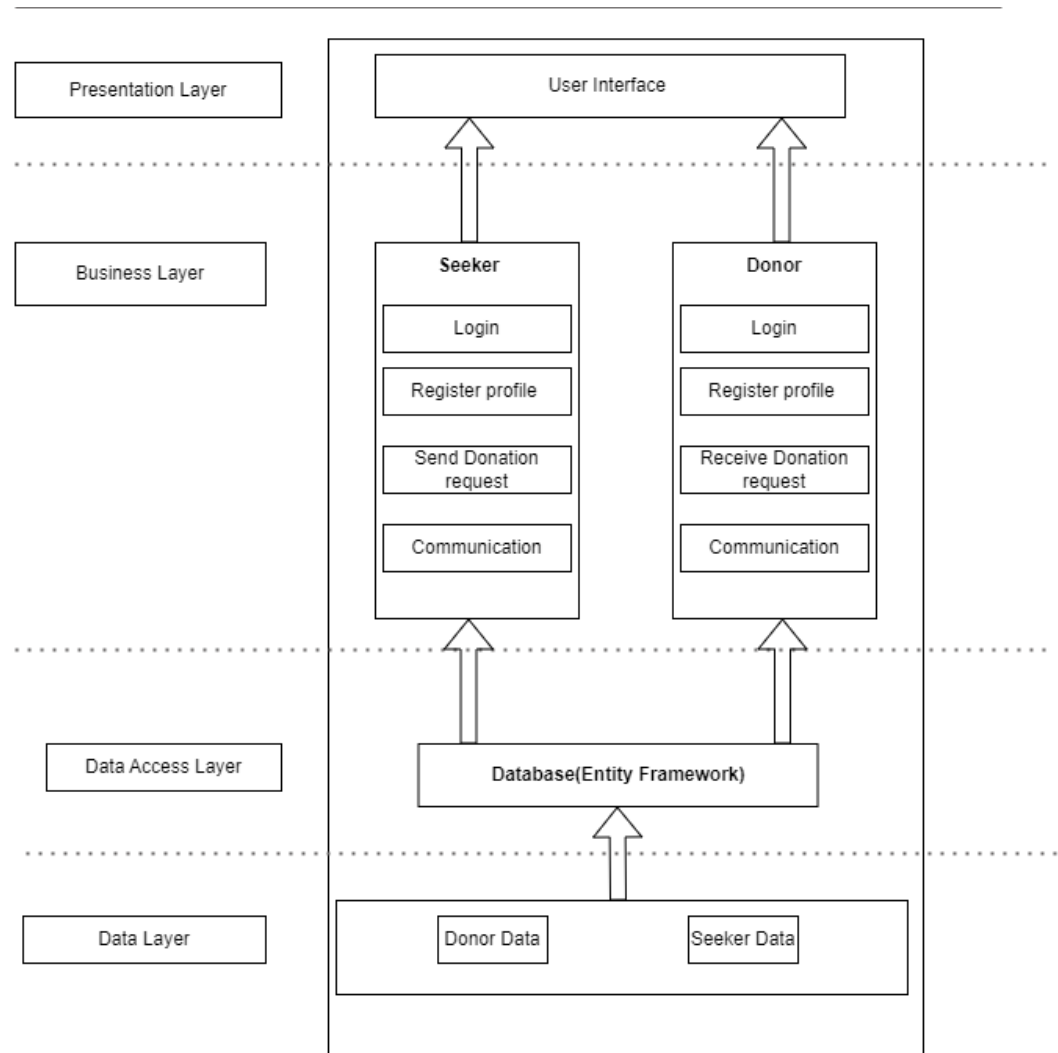 Presentation Layer
User Interface
Business Layer
Seeker
Login
Register profile
Send Donation
request
Communication
Donor
Login
Register profile
Receive Donation
request
Communication
Data Access Layer
Database(Entity Framework)
Data Layer
Donor Data
Seeker Data